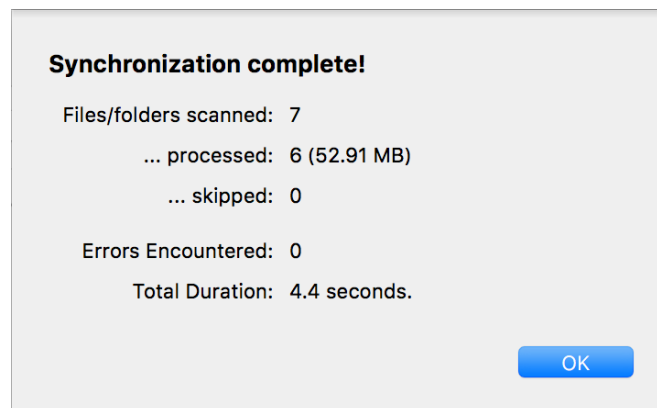 Synchronization complete!
Files/folders scanned: 7
... processed: 6 (52.91 MB)
... skipped: 0
Errors Encountered: 0
Total Duration: 4.4 seconds.
OK